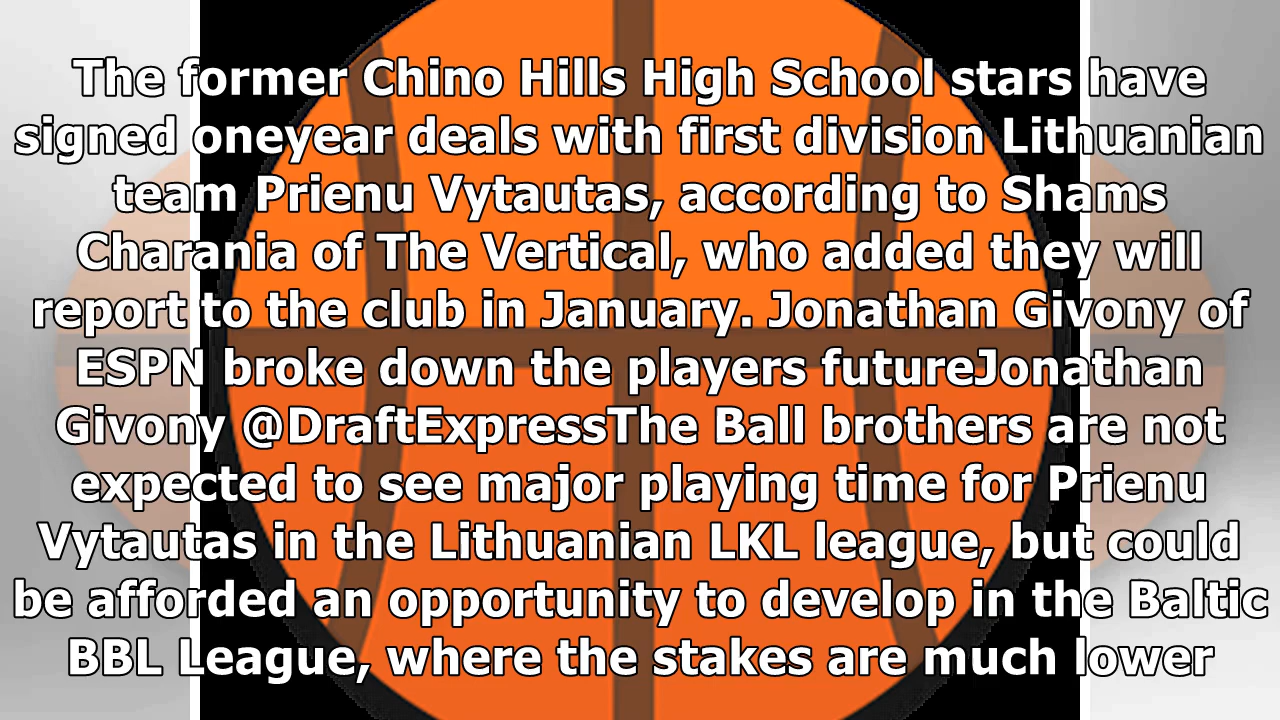 The former Chino Hills High School stars have
signed oneyear deals with first division Lithuanian
team Prienu Vytautas, according to Shams
Charania of The Vertical, who added they will
report to the club in January. Jonathan Givony of
ESPN broke down the players futureJonathan
Givony @DraftExpressThe Ball brothers are not
expected to see major playing time for Prienu
Vytautas in the Lithuanian LKL league, but could
be afforded an opportunity to develop in the Baltic
BBL League, where the stakes are much lower